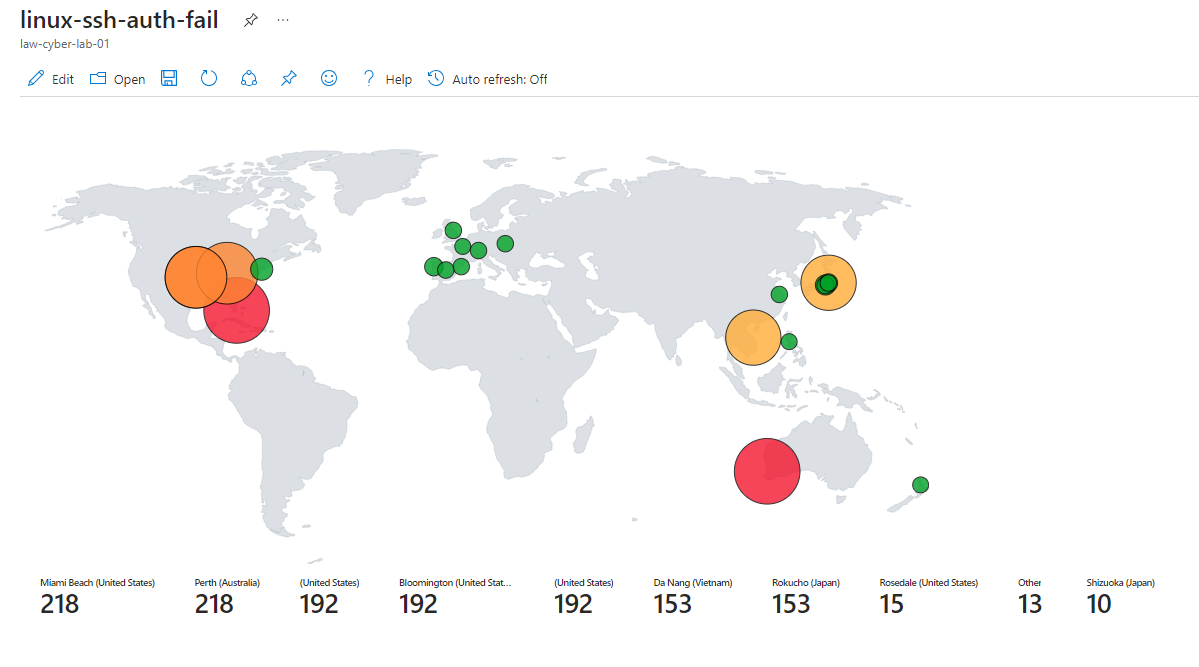 linux-ssh-auth-fail
law-cyber-lab-01
Edit Open Help Auto refresh: Off
Miami Beach (United States) Perth (Australia) (United States) Bloomington (United Stat... (United States) Da Nang (Vietnam) Rokucho (Japan) Rosedale (United States) Other Shizuoka (Japan)
218 218 192 192 192 153 153 15 13 10